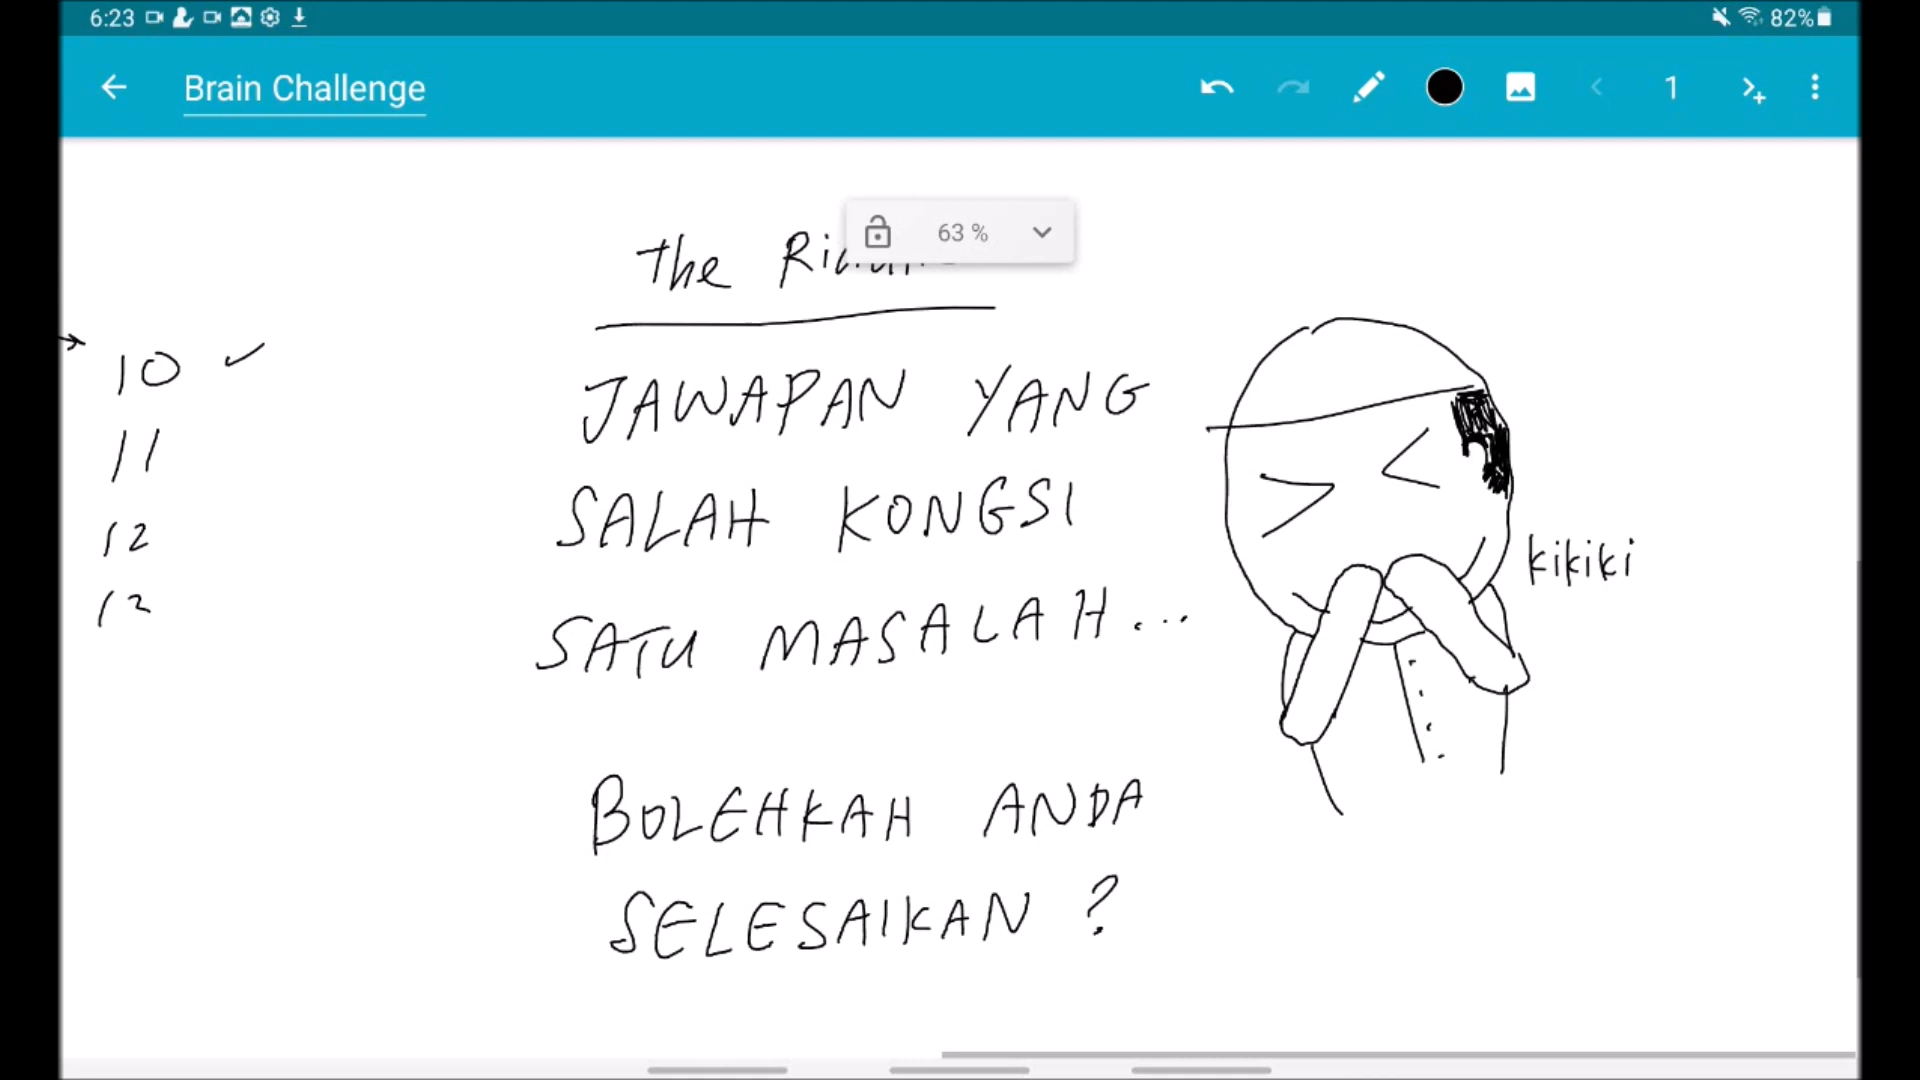 6:23
82%
Brain Challenge
1
63 %
the
10
11
12
12
JAWAPAN YANG
SALAH KONGSI
SATU MASALAH...
BOLEHKAH ANDA
SELESAIKAN ?
kikiki